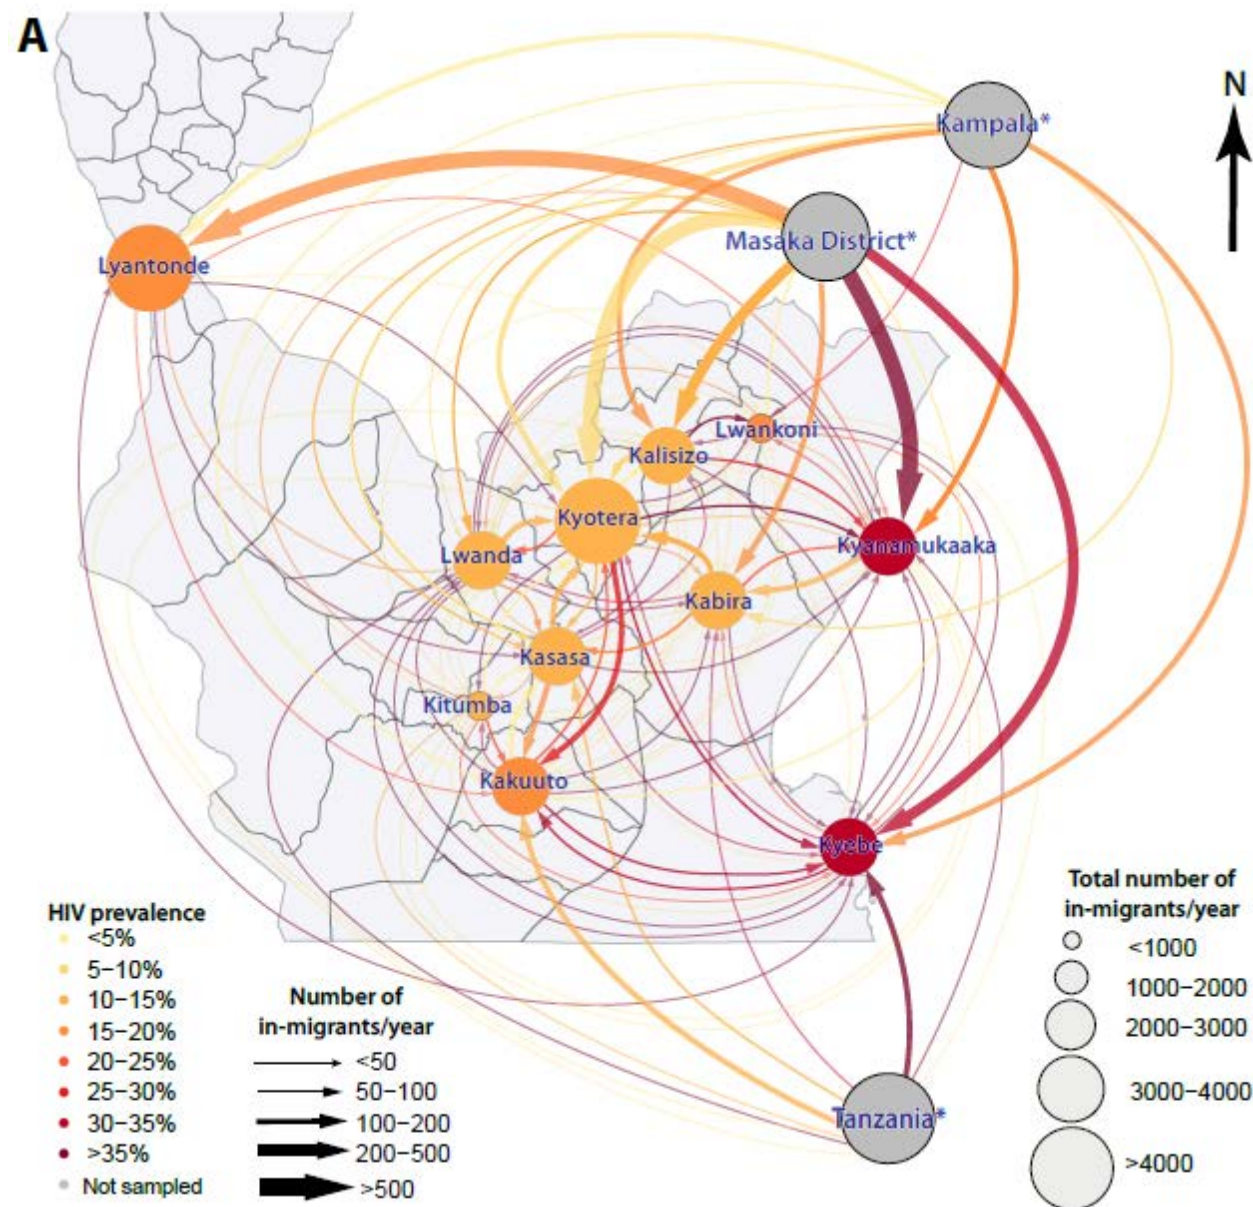 A
N
Kampala*
Masaka District*
Lyantonde
Lwankoni
Kalisizo
Kyotera
Kyanamukaaka
Lwanda
Kabira
Kasasa
Kitumba
Kakuuto
Kyebe
Tanzania*
HIV prevalence
<5%
5–10%
10–15%
15–20%
20–25%
25–30%
30–35%
>35%
Not sampled
Number of
in-migrants/year
<50
50–100
100–200
200–500
>500
Total number of
in-migrants/year
<1000
1000–2000
2000–3000
3000–4000
>4000